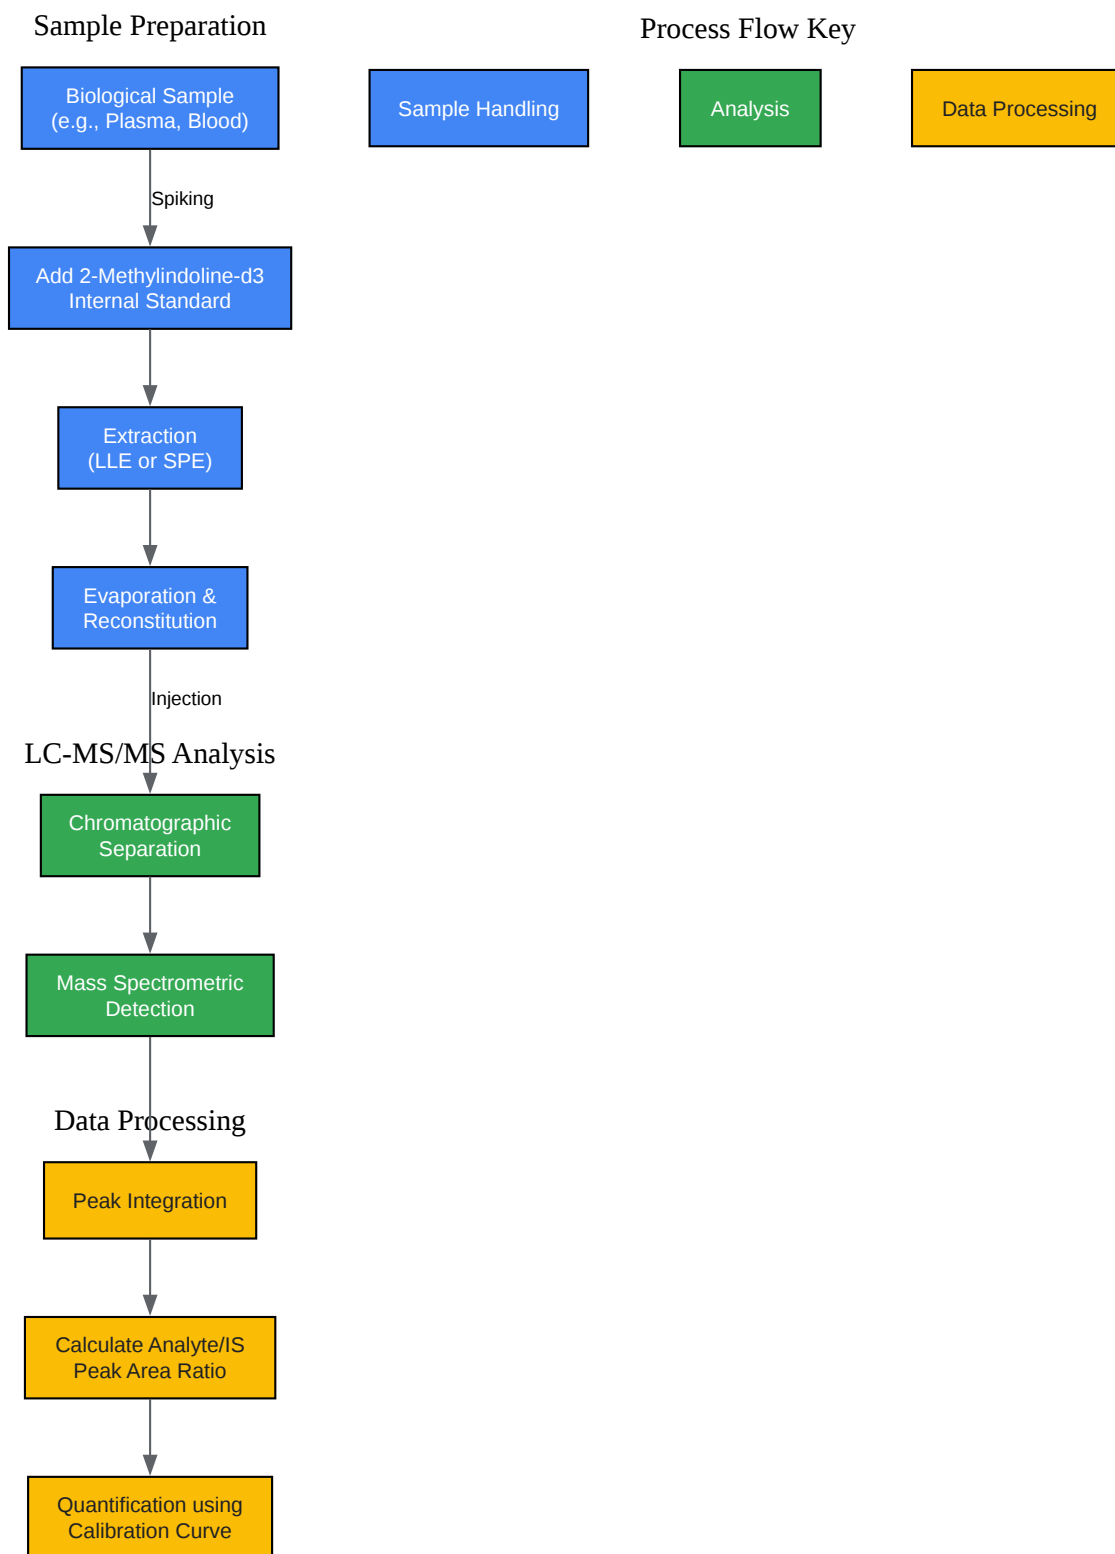 Sample Preparation
Biological Sample
(e.g., Plasma, Blood)
Spiking
Add 2-Methylindoline-d3
Internal Standard
Extraction
(LLE or SPE)
Evaporation &
Reconstitution
Injection
LC-MS/MS Analysis
Chromatographic
Separation
Mass Spectrometric
Detection
Data Processing
Peak Integration
Calculate Analyte/IS
Peak Area Ratio
Quantification using
Calibration Curve
Process Flow Key
Sample Handling
Analysis
Data Processing